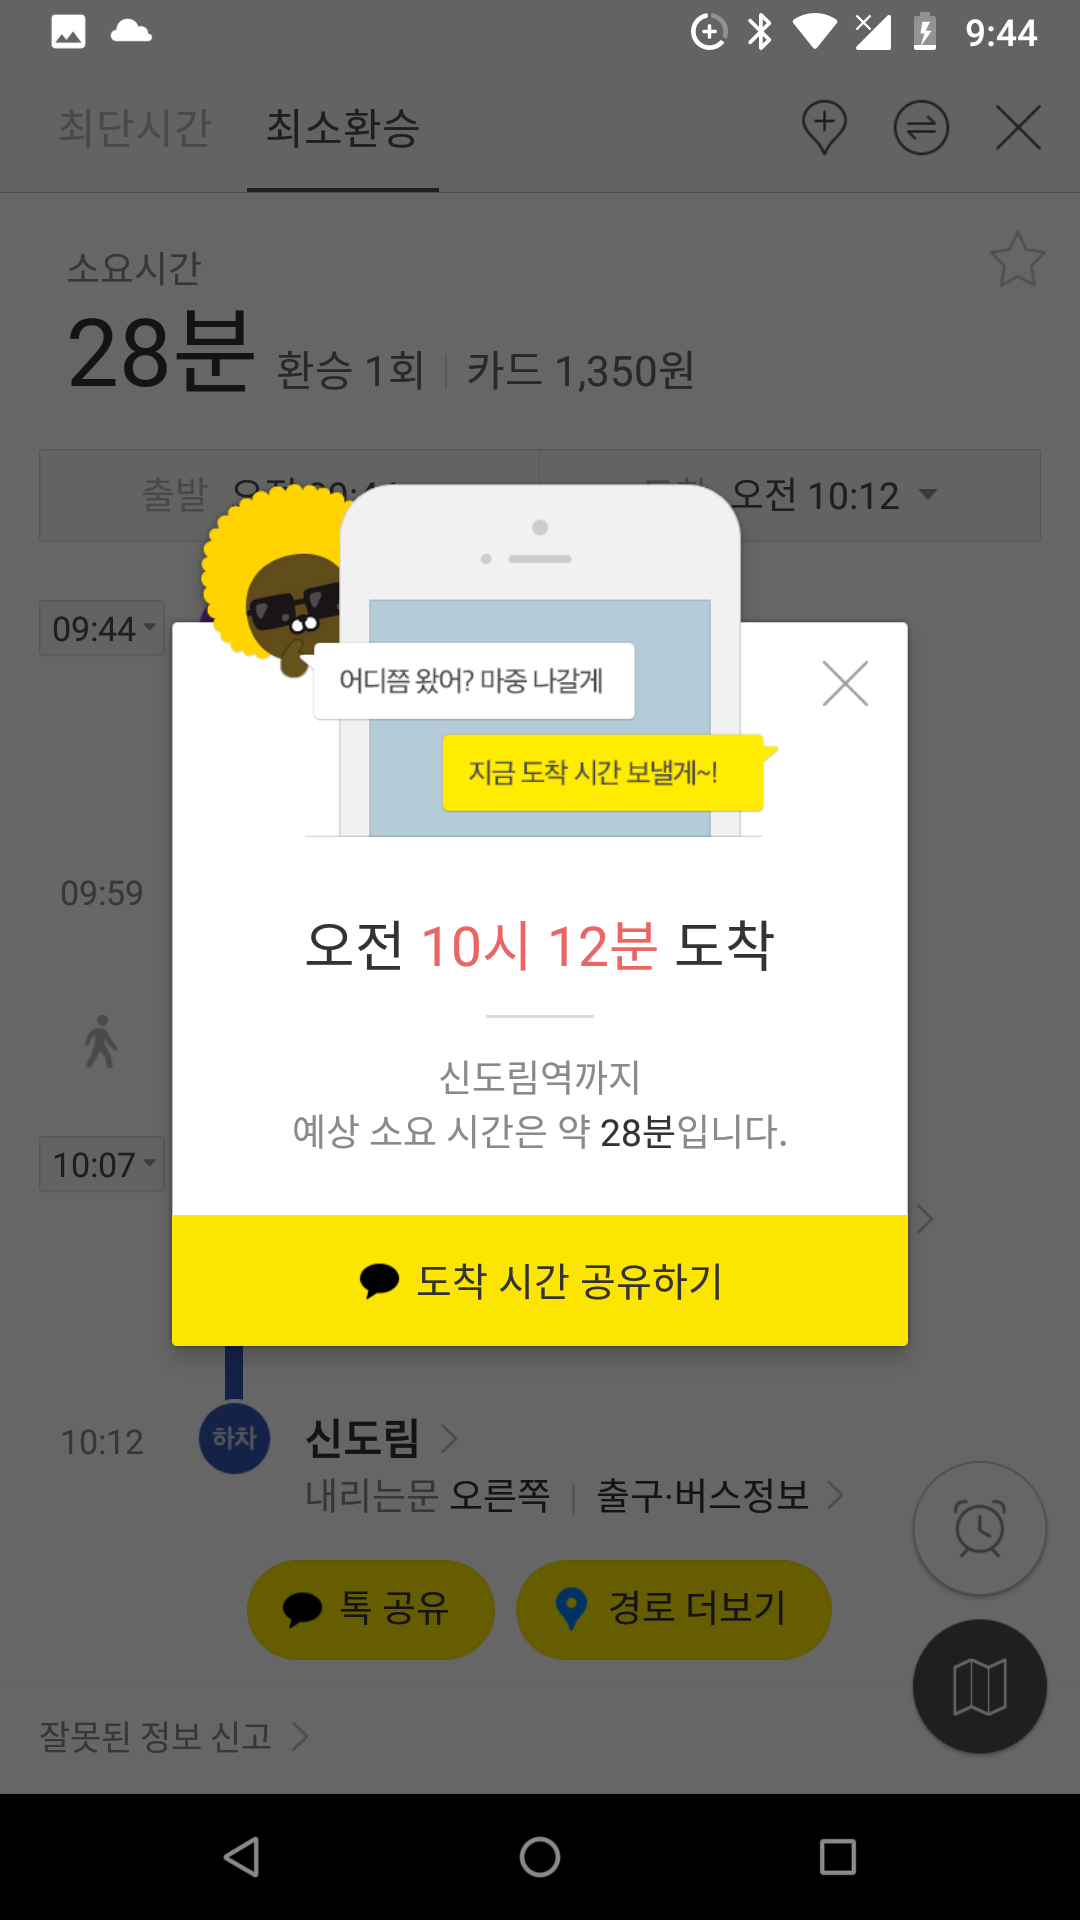 9:44
최단시간 최소환승
소요시간
28분 환승 1회 카드 1,350원
출발 오전 09:44 도착 오전 10:12
09:44
어디쯤 왔어? 마중 나갈게
지금 도착 시간 보낼게~!
09:59
오전 10시 12분 도착
신도림역까지
예상 소요 시간은 약 28분입니다.
10:07
도착 시간 공유하기
10:12 하차 신도림
내리는문 오른쪽 출구·버스정보
톡 공유 경로 더보기
잘못된 정보 신고